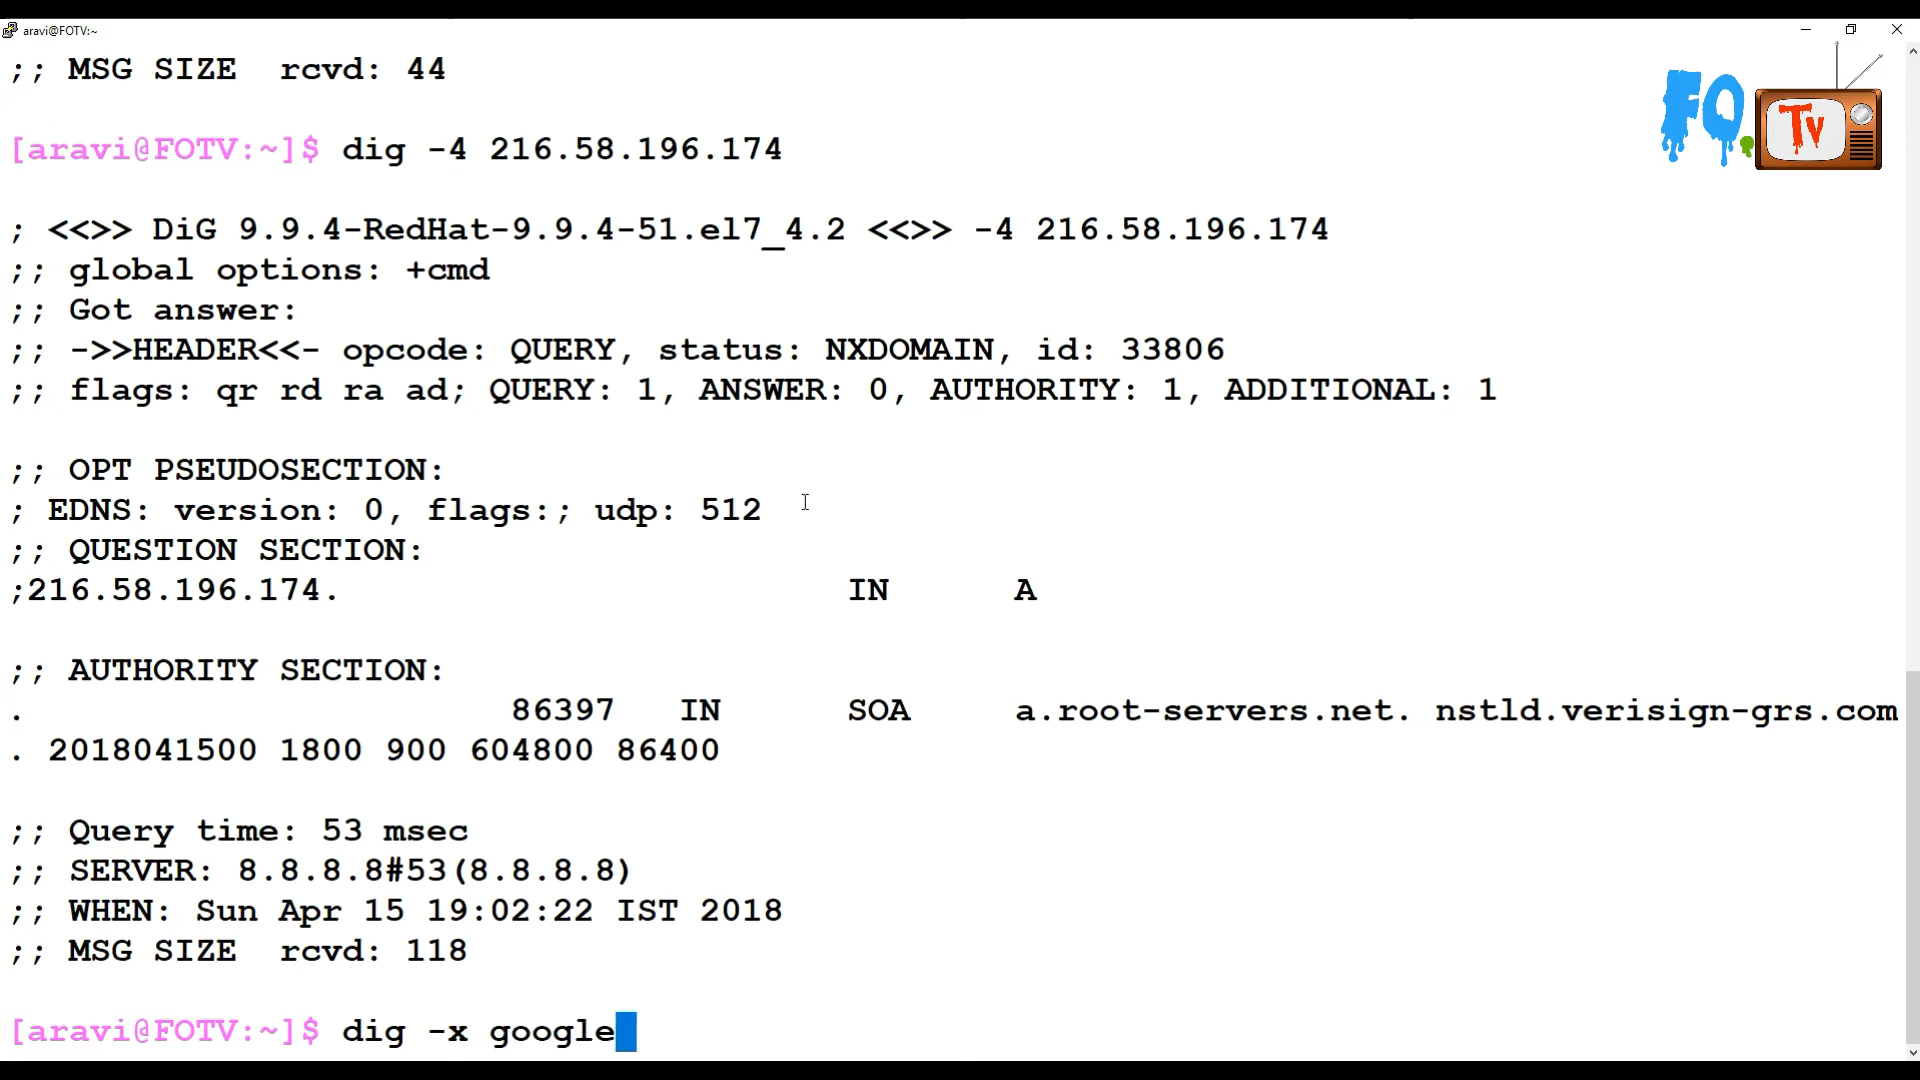 aravi@FOTV:~
;; MSG SIZE  rcvd: 44
FO.
Tv
[aravi@FOTV:~]$ dig -4 216.58.196.174
; <<>> DiG 9.9.4-RedHat-9.9.4-51.el7_4.2 <<>> -4 216.58.196.174
;; global options: +cmd
;; Got answer:
;; ->>HEADER<<- opcode: QUERY, status: NXDOMAIN, id: 33806
;; flags: qr rd ra ad; QUERY: 1, ANSWER: 0, AUTHORITY: 1, ADDITIONAL: 1
;; OPT PSEUDOSECTION:
; EDNS: version: 0, flags:; udp: 512
;; QUESTION SECTION:
;216.58.196.174. IN A
;; AUTHORITY SECTION:
. 86397 IN SOA a.root-servers.net. nstld.verisign-grs.com
. 2018041500 1800 900 604800 86400
;; Query time: 53 msec
;; SERVER: 8.8.8.8#53(8.8.8.8)
;; WHEN: Sun Apr 15 19:02:22 IST 2018
;; MSG SIZE  rcvd: 118
[aravi@FOTV:~]$ dig -x google